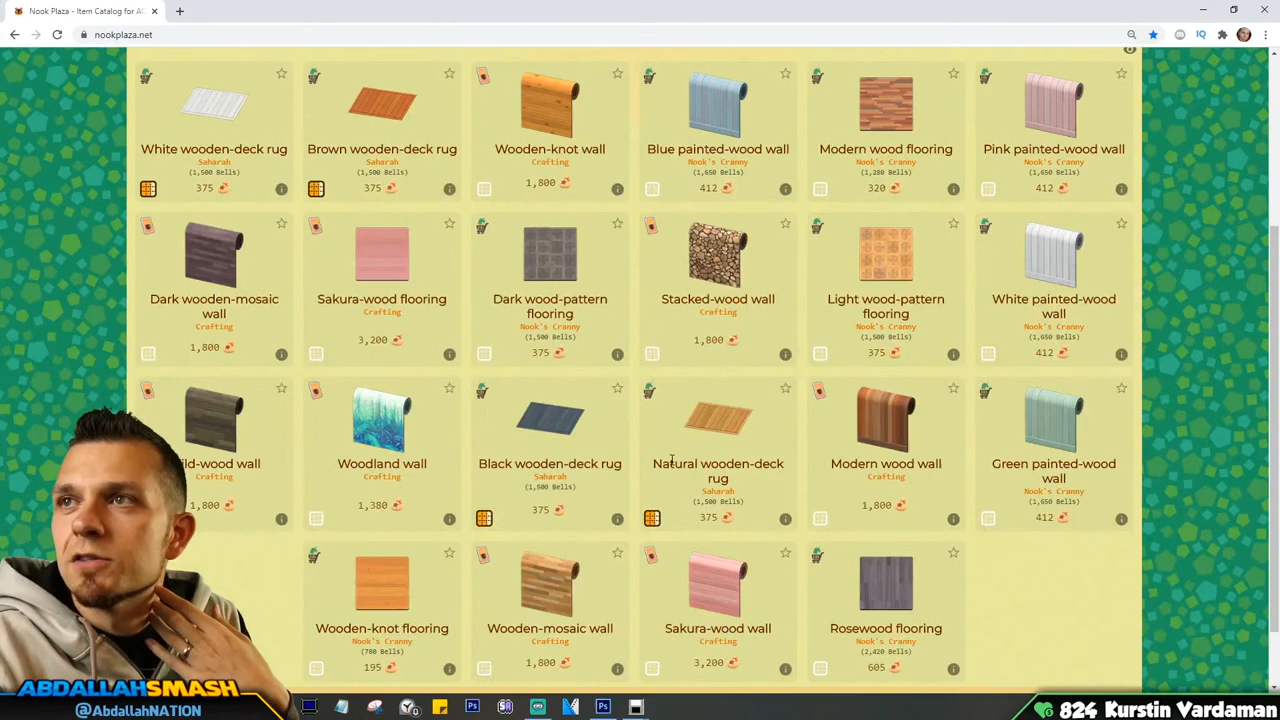 Nook Plaza - Item Catalog for AC
nookplaza.net
White wooden-deck rug
Saharah
(1,500 Bells)
375
Brown wooden-deck rug
Saharah
(1,500 Bells)
375
Wooden-knot wall
Crafting
1,800
Blue painted-wood wall
Nook's Cranny
(1,650 Bells)
412
Modern wood flooring
Nook's Cranny
(1,280 Bells)
320
Pink painted-wood wall
Nook's Cranny
(1,650 Bells)
412
Dark wooden-mosaic
wall
Crafting
1,800
Sakura-wood flooring
Crafting
3,200
Dark wood-pattern
flooring
Nook's Cranny
(1,500 Bells)
375
Stacked-wood wall
Crafting
1,800
Light wood-pattern
flooring
Nook's Cranny
(1,500 Bells)
375
White painted-wood
wall
Nook's Cranny
(1,650 Bells)
412
ild-wood wall
Crafting
1,800
Woodland wall
Crafting
1,380
Black wooden-deck rug
Saharah
(1,500 Bells)
375
Natural wooden-deck
rug
Saharah
(1,500 Bells)
375
Modern wood wall
Crafting
1,800
Green painted-wood
wall
Nook's Cranny
(1,650 Bells)
412
Wooden-knot flooring
Nook's Cranny
(780 Bells)
195
Wooden-mosaic wall
Crafting
1,800
Sakura-wood wall
Crafting
3,200
Rosewood flooring
Nook's Cranny
(2,420 Bells)
605
ABDALLAHSMASH
@AbdallahNATION
824 Kurstin Vardaman